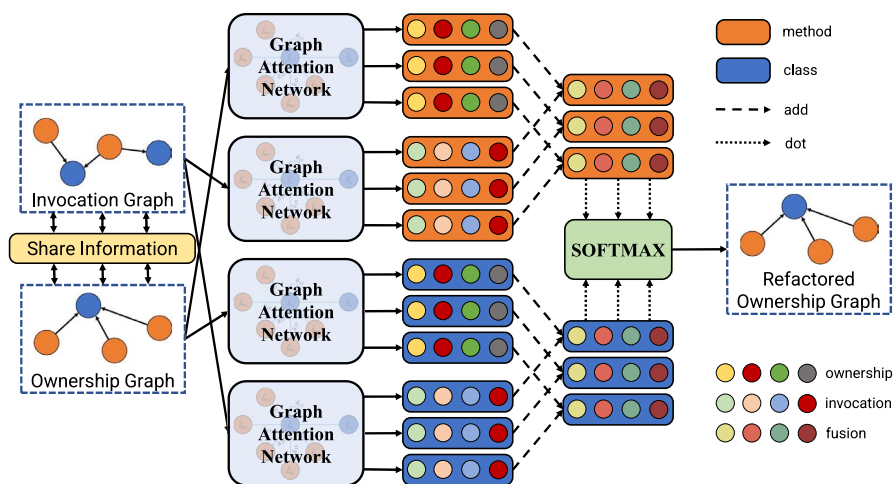 Invocation Graph
Share Information
Ownership Graph
Graph
Attention
Network
Graph
Attention
Network
Graph
Attention
Network
Graph
Attention
Network
SOFTMAX
method
class
add
dot
Refactored
Ownership Graph
ownership
invocation
fusion